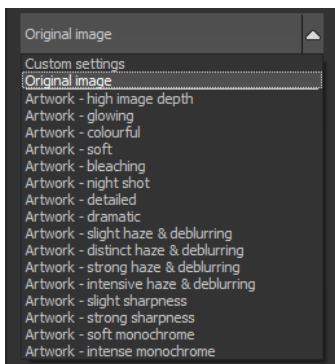 Original image
Custom settings
Original image
Artwork - high image depth
Artwork - glowing
Artwork - colourful
Artwork - soft
Artwork - bleaching
Artwork - night shot
Artwork - detailed
Artwork - dramatic
Artwork - slight haze & deblurring
Artwork - distinct haze & deblurring
Artwork - strong haze & deblurring
Artwork - intensive haze & deblurring
Artwork - slight sharpness
Artwork - strong sharpness
Artwork - soft monochrome
Artwork - intense monochrome